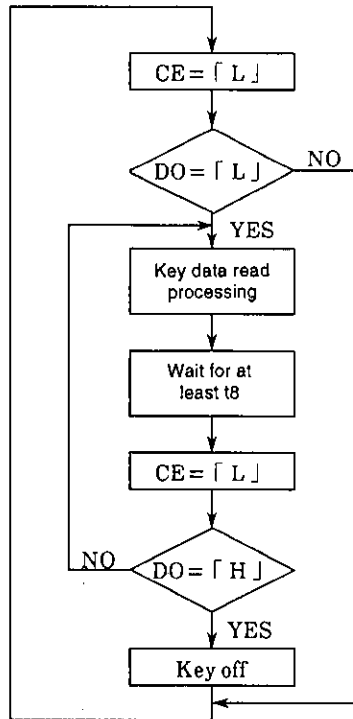 CE=「L」
DO=「L」
NO
YES
Key data read
processing
Wait for at
least t8
CE=「L」
NO
DO=「H」
YES
Key off